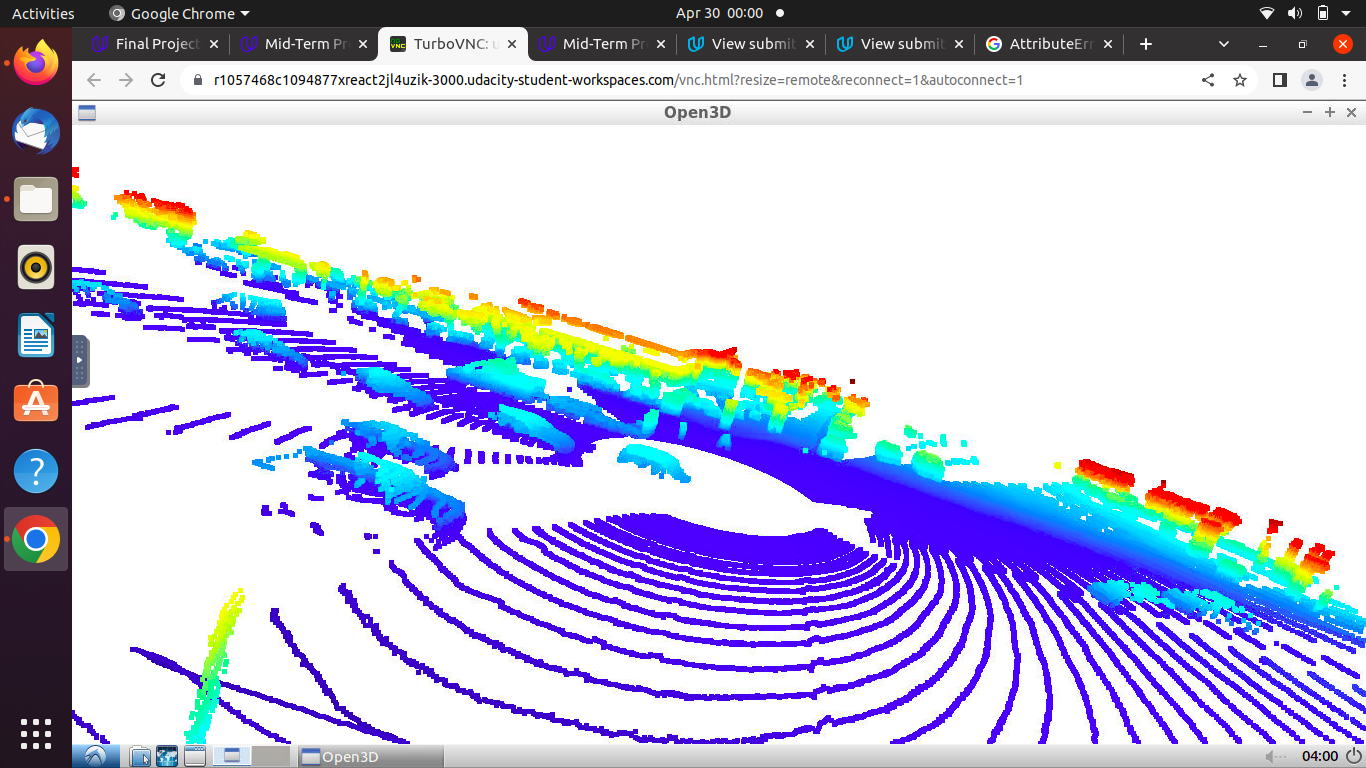 Activities
Google Chrome
Apr 30 00:00
Final Project
Mid-Term Pr
TurboVNC: u
Mid-Term Pr
View submit
View submit
AttributeErr
r1057468c1094877xreact2jl4uzik-3000.udacity-student-workspaces.com/vnc.html?resize=remote&reconnect=1&autoconnect=1
Open3D
Open3D
04:00